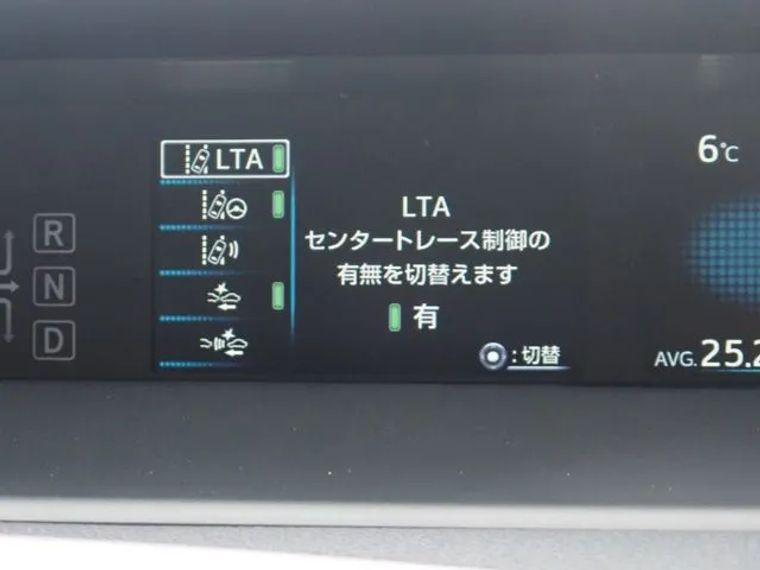 LTA
6℃
LTA
センタートレース制御の
有無を切替えます
有
R
N
D
:切替
AVG. 25.2